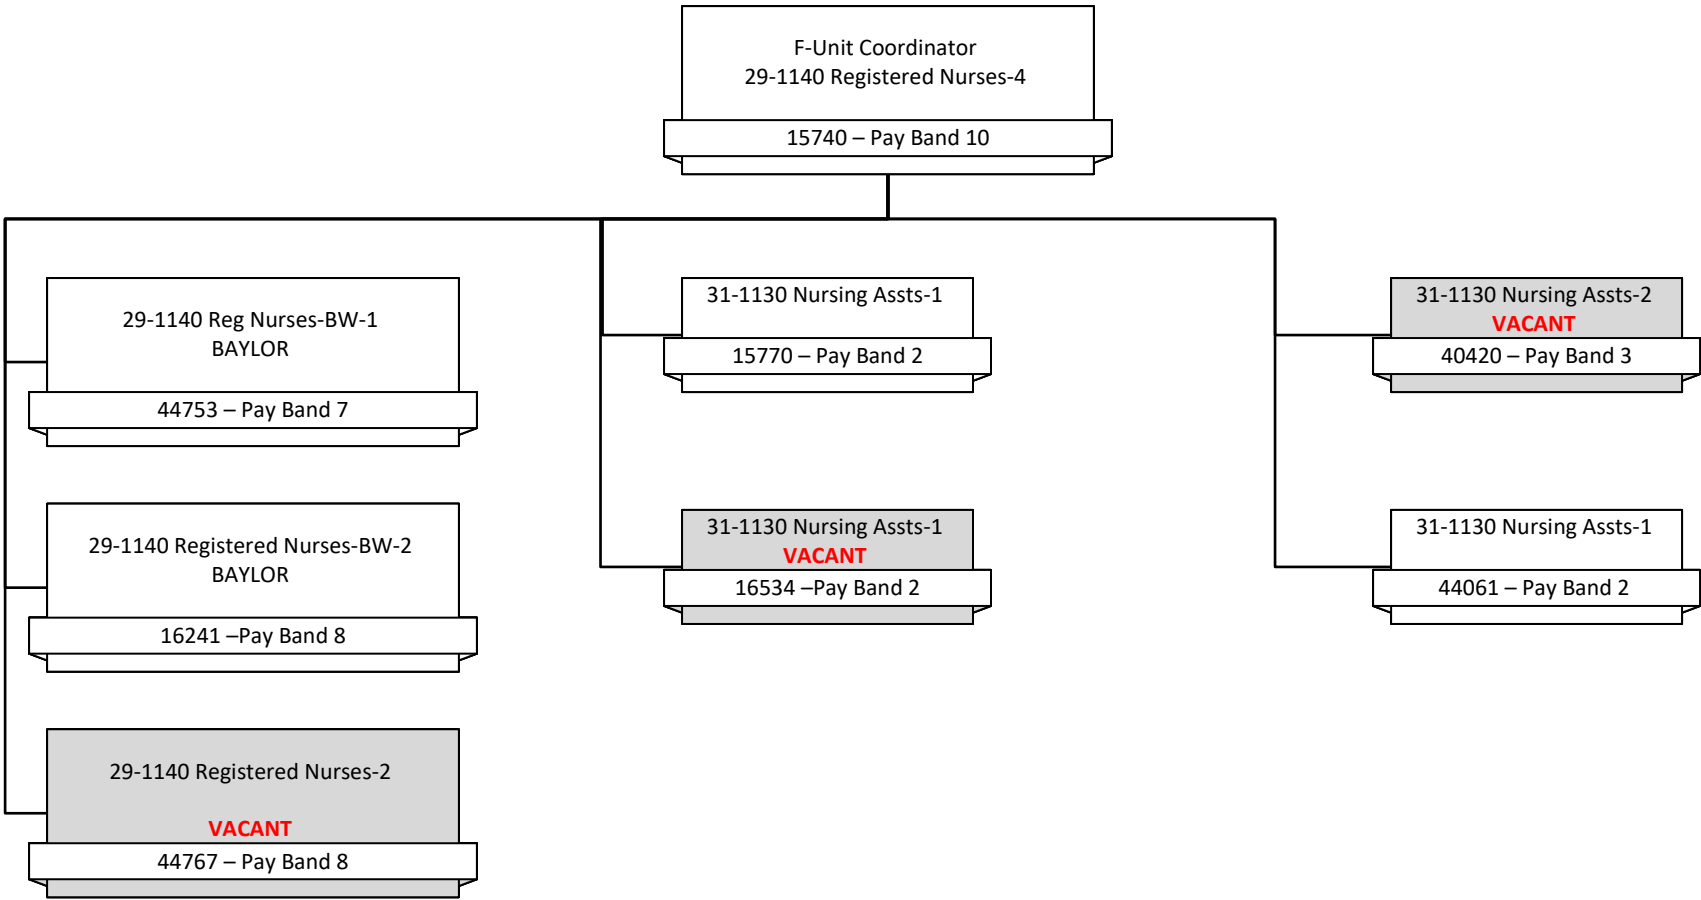 F-Unit Coordinator
29-1140 Registered Nurses-4
15740 – Pay Band 10
29-1140 Reg Nurses-BW-1
BAYLOR
44753 – Pay Band 7
29-1140 Registered Nurses-BW-2
BAYLOR
16241 –Pay Band 8
29-1140 Registered Nurses-2
VACANT
44767 – Pay Band 8
31-1130 Nursing Assts-1
15770 – Pay Band 2
31-1130 Nursing Assts-1
VACANT
16534 –Pay Band 2
31-1130 Nursing Assts-2
VACANT
40420 – Pay Band 3
31-1130 Nursing Assts-1
44061 – Pay Band 2